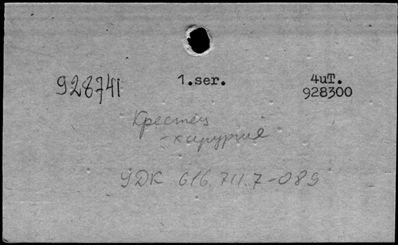 928741 1.ser. 4uT.
928300
Крестец
- хирургия
УДК 616.711.7-089